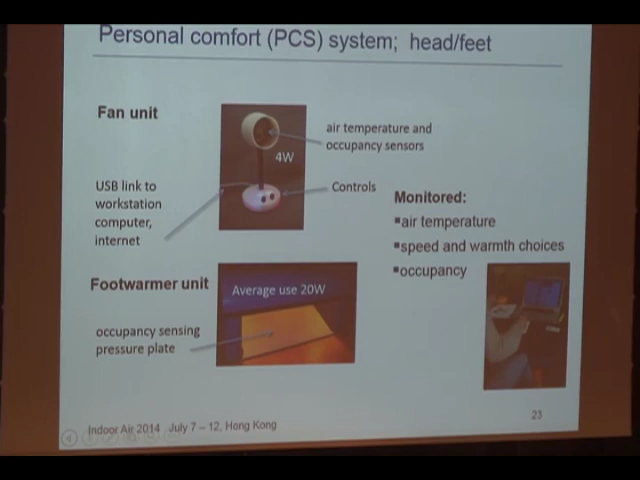 Personal comfort (PCS) system;  head/feet
Fan unit
air temperature and
occupancy sensors
4W
USB link to
workstation
computer,
internet
Controls
Monitored:
▪air temperature
▪speed and warmth choices
▪occupancy
Footwarmer unit
Average use 20W
occupancy sensing
pressure plate
Indoor Air 2014   July 7 – 12, Hong Kong
23